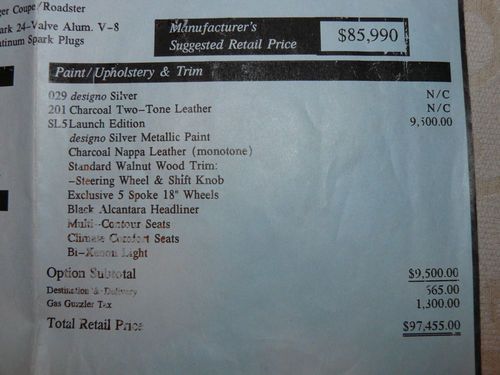 ger Coupe/Roadster
ark 24-Valve Alum. V-8
atinum Spark Plugs
Manufacturer's
Suggested Retail Price
$85,990
Paint/Upholstery & Trim
029 designo Silver N/C
201 Charcoal Two-Tone Leather N/C
SL5 Launch Edition 9,500.00
designo Silver Metallic Paint
Charcoal Nappa Leather (monotone)
Standard Walnut Wood Trim:
-Steering Wheel & Shift Knob
Exclusive 5 Spoke 18" Wheels
Black Alcantara Headliner
Multi-Contour Seats
Climate Comfort Seats
Bi-Xenon Light
Option Subtotal $9,500.00
Destination & Delivery 665.00
Gas Guzzler Tax 1,300.00
Total Retail Price $97,455.00